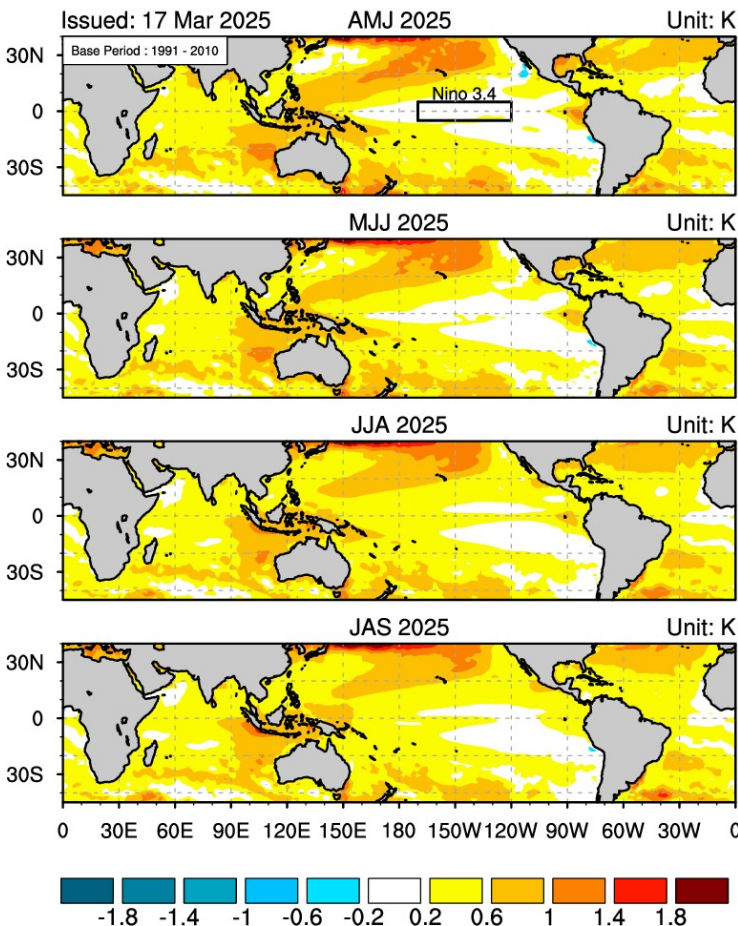 Issued: 17 Mar 2025 AMJ 2025 Unit: K
Base Period : 1991 - 2010
30N
Nino 3.4
0
30S
MJJ 2025 Unit: K
30N
0
30S
JJA 2025 Unit: K
30N
0
30S
JAS 2025 Unit: K
30N
0
30S
0 30E 60E 90E 120E 150E 180 150W 120W 90W 60W 30W 0
-1.8 -1.4 -1 -0.6 -0.2 0.2 0.6 1 1.4 1.8